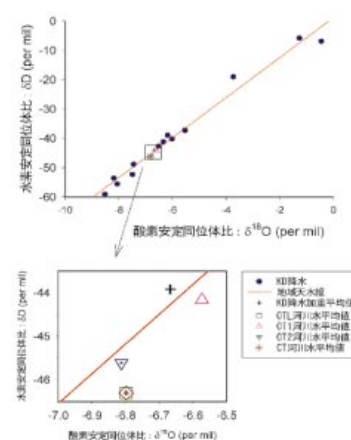 0
-10
-20
-30
-40
-50
-60
水素安定同位体比：δD (per mil)
-10 -8 -6 -4 -2 0
酸素安定同位体比：δ¹⁸O (per mil)
-44
-45
-46
水素安定同位体比：δD (per mil)
-7.0 -6.9 -6.8 -6.7 -6.6 -6.5
酸素安定同位体比：δ¹⁸O (per mil)
KD降水
地域天水線
KD降水加重平均値
OTL河川水平均値
OT1河川水平均値
OT2河川水平均値
CT河川水平均値